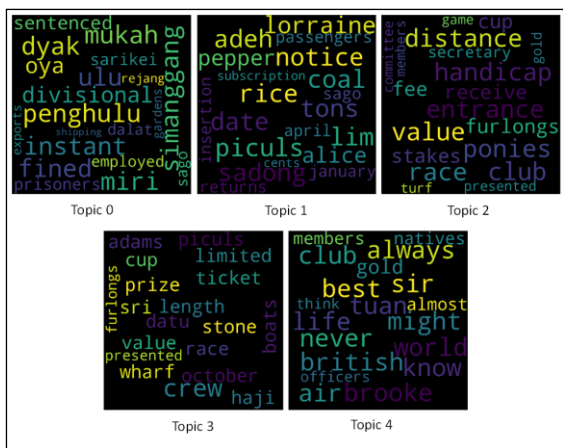 sentenced
mukah
dyak
oya
sarikei
ulu rejang
divisional
penghulu
simanggang
exports
shipping
dalat
gardens
instant
employed
sago
fined
prisoners
miri
Topic 0
lorraine
adeh
passengers
pepper notice
subscription
coal
rice
sago
tons
insertion
date
april
lim
piculs
cents
alice
sadong
january
returns
Topic 1
game
cup
gold
committee
members
distance
secretary
handicap
fee
receive
entrance
value
furlongs
stakes
ponies
race
club
turf
presented
Topic 2
adams
piculs
cup
limited
ticket
furlongs
prize
sri
length
datu
stone
boats
value
presented
race
wharf
october
crew
haji
Topic 3
members
natives
club
always
gold
best
sir
think
tuan
almost
life
might
never
world
british
know
officers
air
brooke
Topic 4